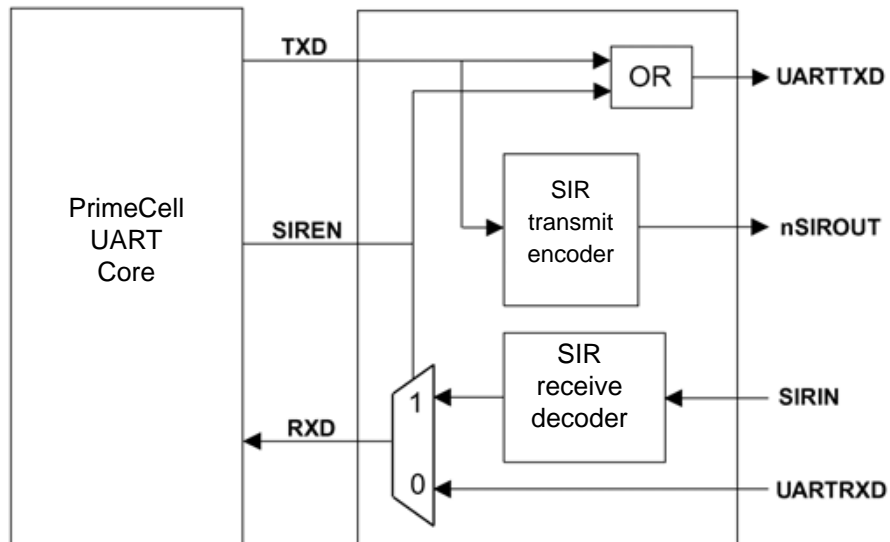 TXD
OR
UARTTXD
PrimeCell
UART
Core
SIR
transmit
encoder
SIREN
nSIROUT
SIR
receive
decoder
1
SIRIN
RXD
0
UARTRXD